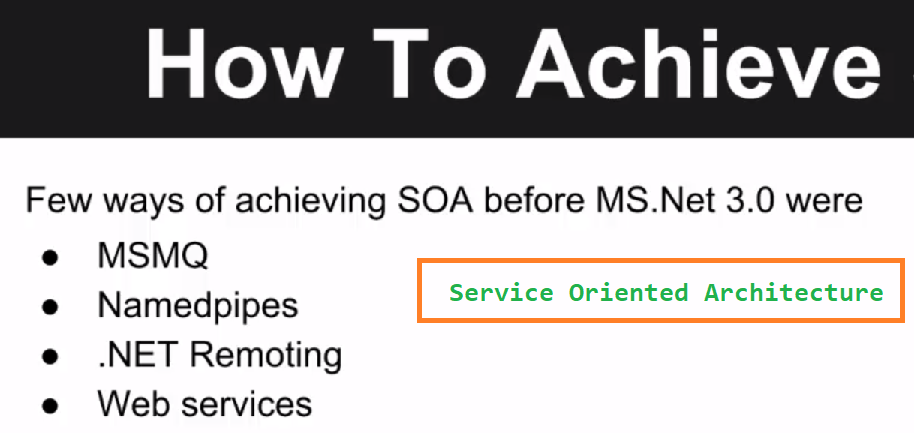 How To Achieve
Few ways of achieving SOA before MS.Net 3.0 were
● MSMQ
● Namedpipes
Service Oriented Architecture
● .NET Remoting
● Web services